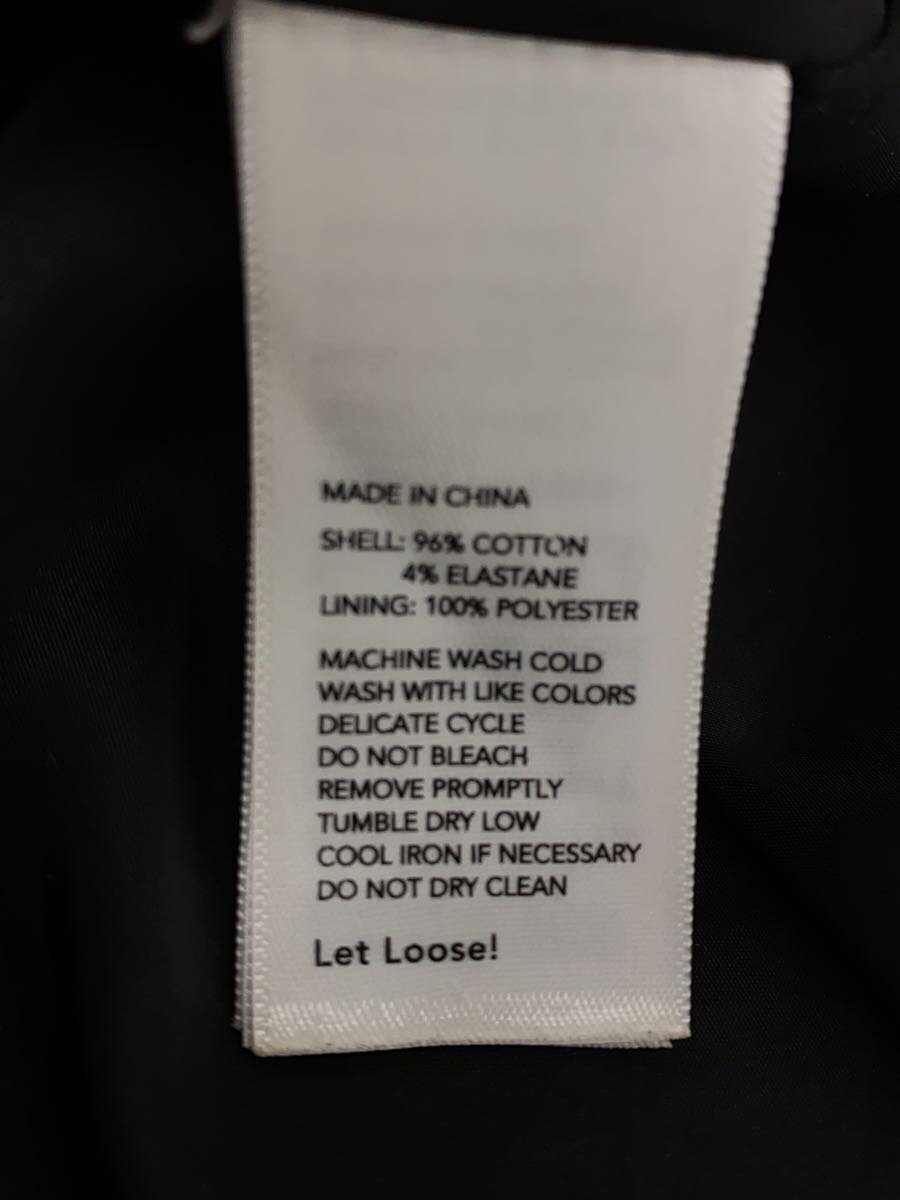 MADE IN CHINA
SHELL: 96% COTTON
4% ELASTANE
LINING: 100% POLYESTER
MACHINE WASH COLD
WASH WITH LIKE COLORS
DELICATE CYCLE
DO NOT BLEACH
REMOVE PROMPTLY
TUMBLE DRY LOW
COOL IRON IF NECESSARY
DO NOT DRY CLEAN
Let Loose!